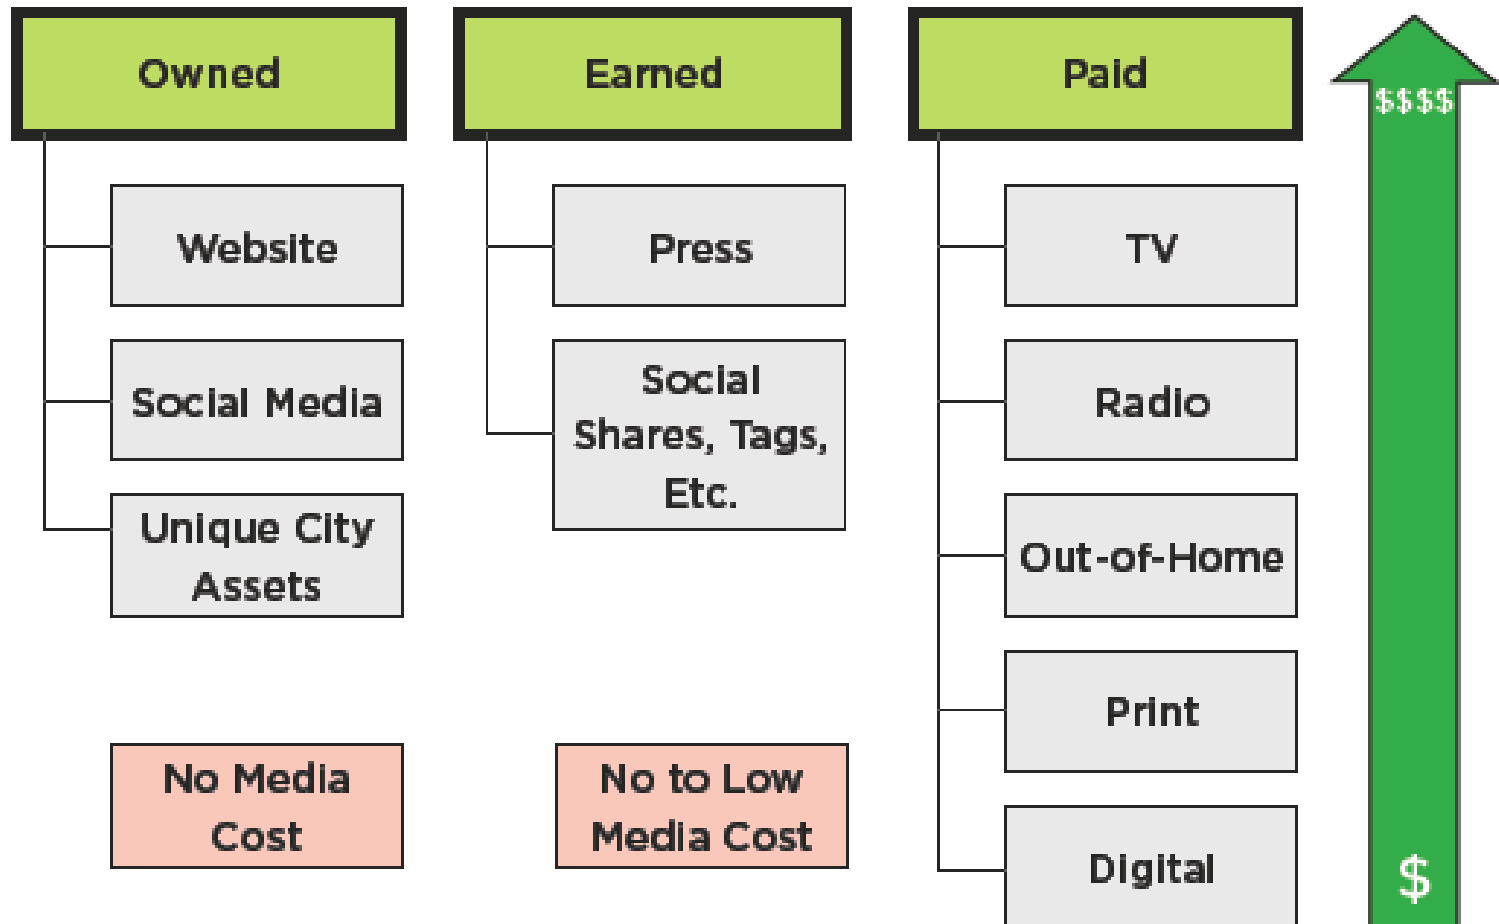 Owned
Website
Social Media
Unique City
Assets
No Media
Cost
Earned
Press
Social
Shares, Tags,
Etc.
No to Low
Media Cost
Paid
TV
Radio
Out-of-Home
Print
Digital
$$$$
$